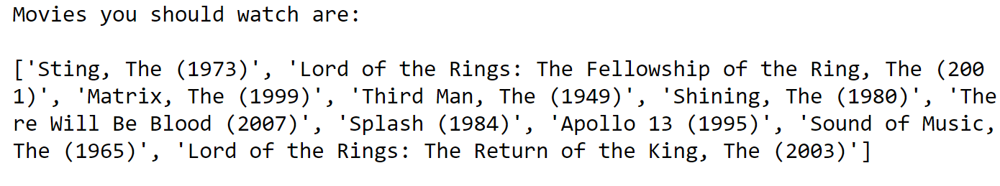 Movies you should watch are:
['Sting, The (1973)', 'Lord of the Rings: The Fellowship of the Ring, The (200
1)', 'Matrix, The (1999)', 'Third Man, The (1949)', 'Shining, The (1980)', 'The
re Will Be Blood (2007)', 'Splash (1984)', 'Apollo 13 (1995)', 'Sound of Music,
The (1965)', 'Lord of the Rings: The Return of the King, The (2003)']